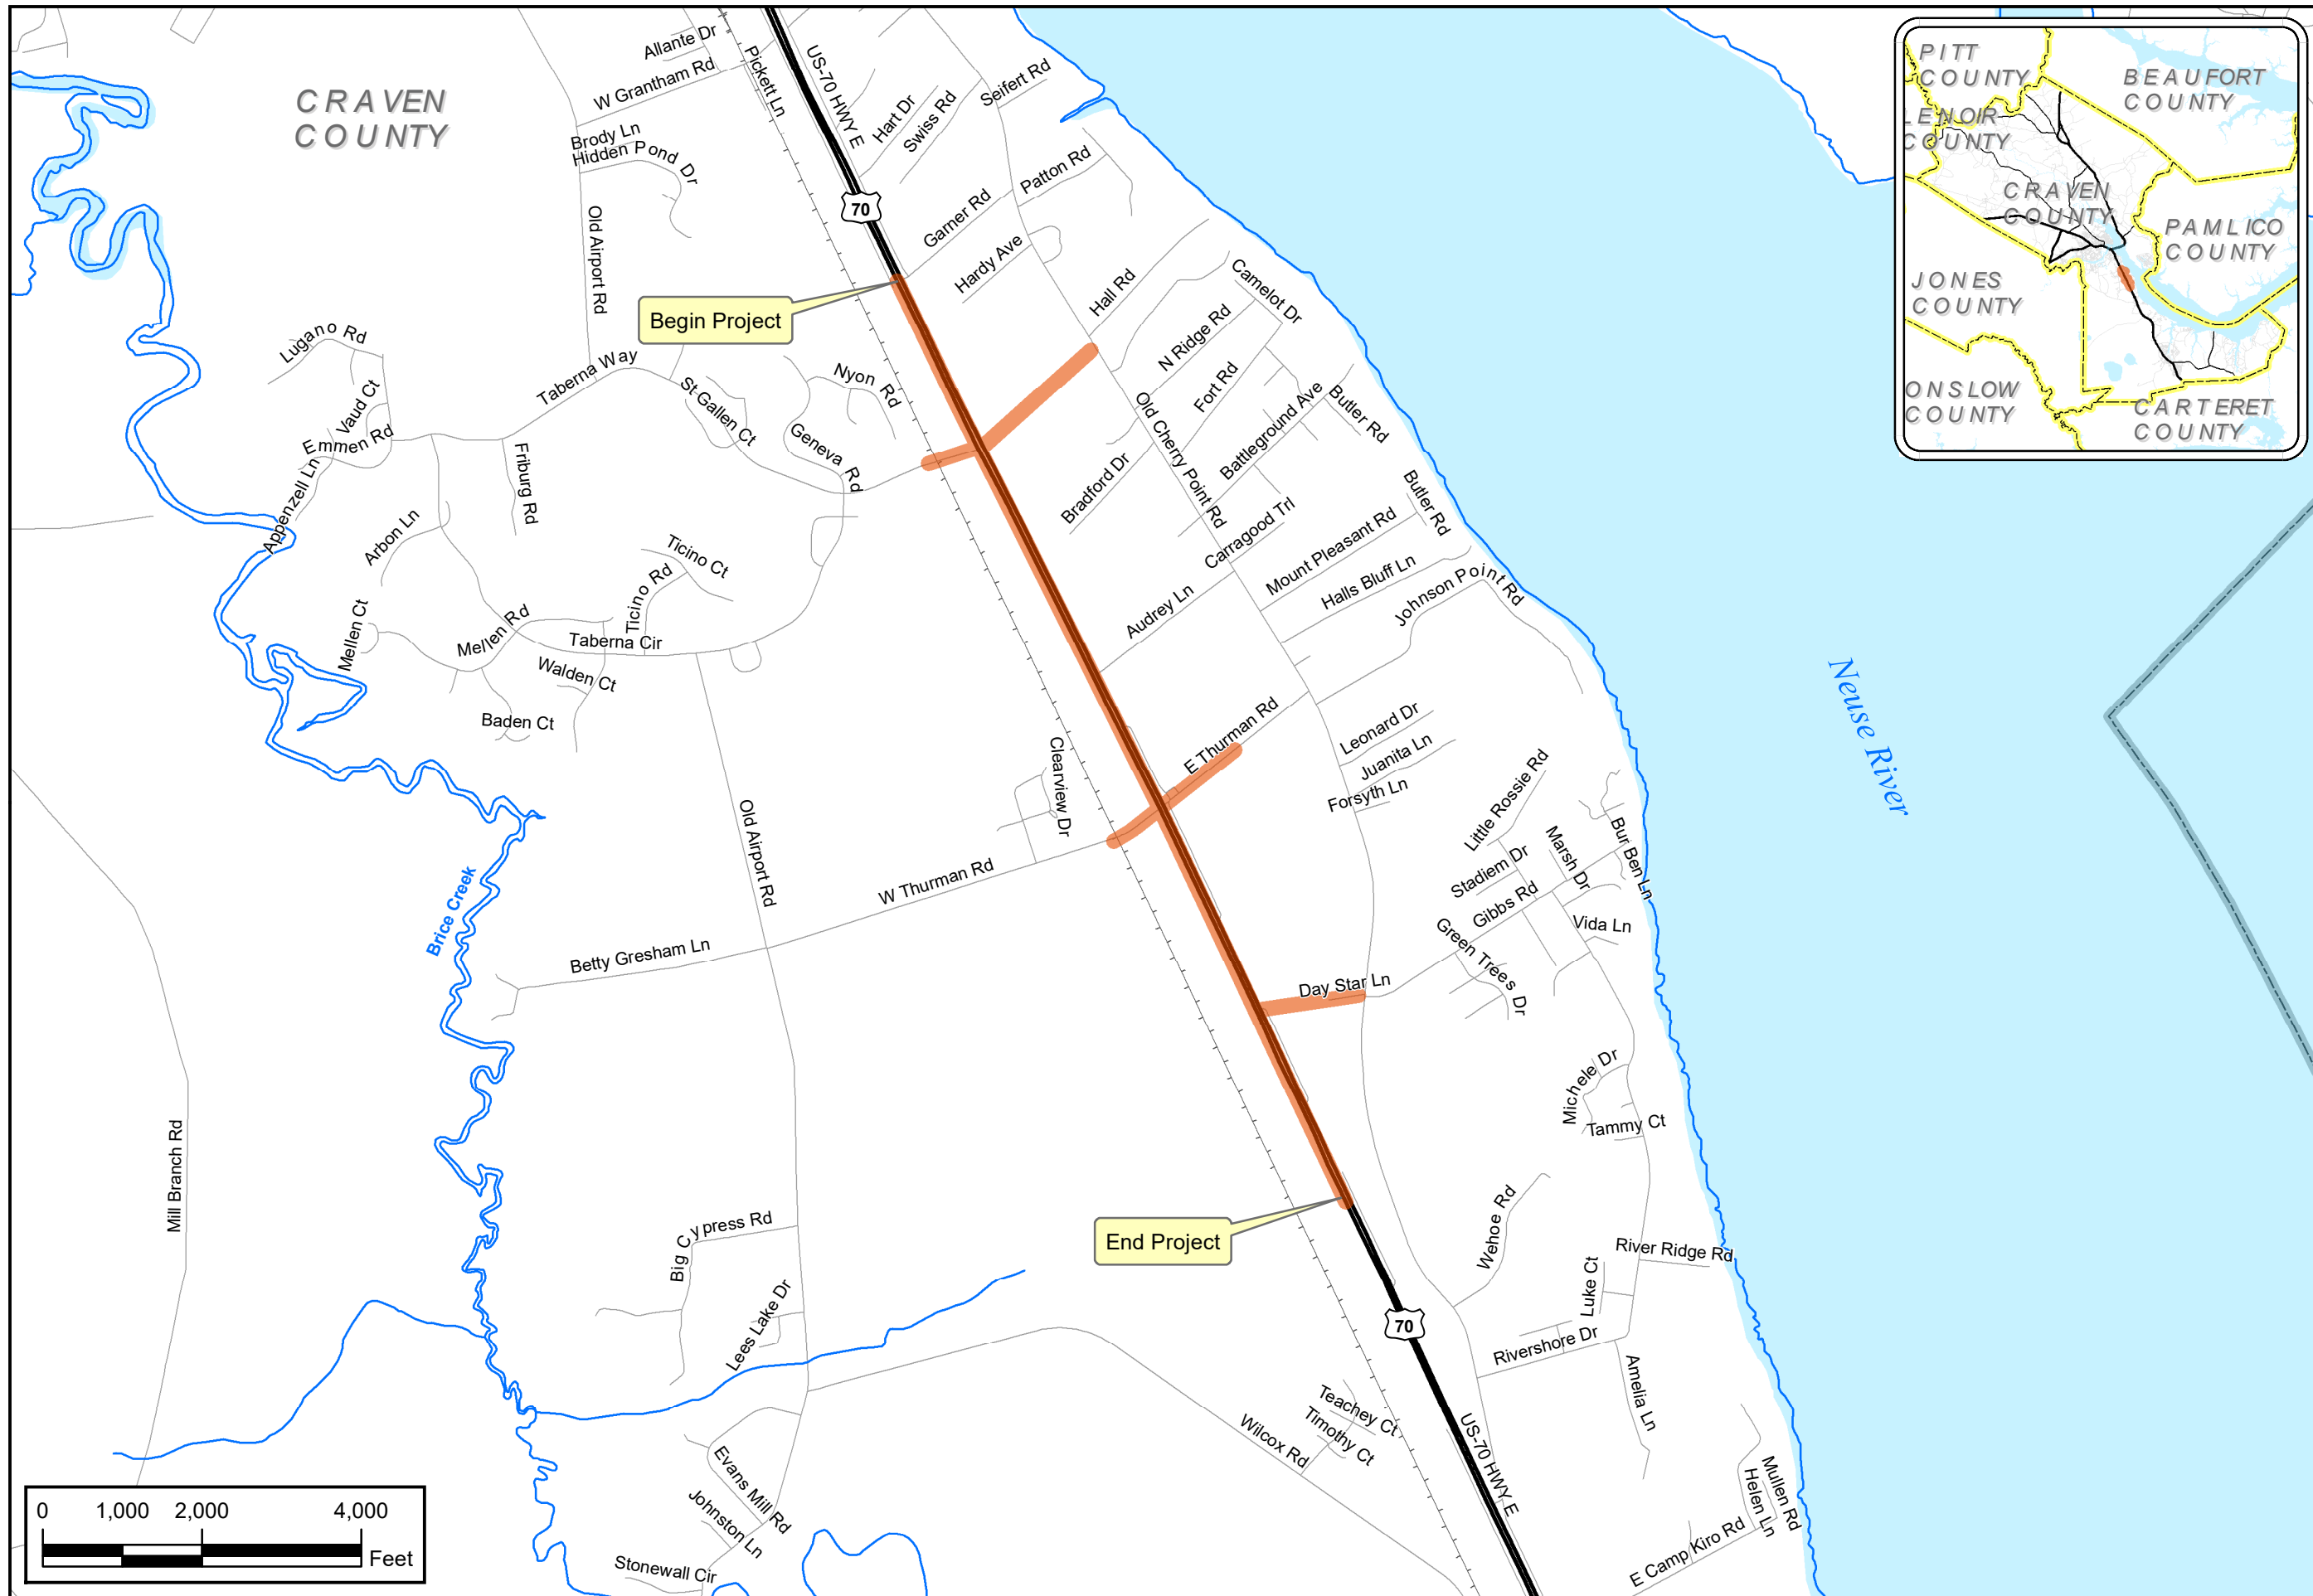 CRAVEN
COUNTY
Allante Dr
W Grantham Rd
Pickett Ln
US-70 HWY E
Hart Dr
Swiss Rd
Seifert Rd
Brody Ln
Hidden Pond Dr
Patton Rd
70
Garner Rd
Hardy Ave
Old Airport Rd
Begin Project
Hall Rd
Camelot Dr
N Ridge Rd
Lugano Rd
Taberna Way
Vaud Ct
Nyon Rd
St Gallen Ct
Fort Rd
Butler Rd
Emmen Rd
Geneva Rd
Old Cherry Point Rd
Battleground Ave
Appenzell Ln
Friburg Rd
Bradford Dr
Butler Rd
Arbon Ln
Carragood Trl
Mount Pleasant Rd
Ticino Ct
Ticino Rd
Halls Bluff Ln
Johnson Point Rd
Audrey Ln
Mellen Ct
Mellen Rd
Taberna Cir
Walden Ct
Baden Ct
Neuse River
E Thurman Rd
Leonard Dr
Juanita Ln
Forsyth Ln
Clearview Dr
Little Rossie Rd
Old Airport Rd
W Thurman Rd
Stadiem Dr
Marsh Dr
Bur Ben Ln
Gibbs Rd
Vida Ln
Brice Creek
Betty Gresham Ln
Green Trees Dr
Day Star Ln
Michele Dr
Tammy Ct
Mill Branch Rd
Big Cypress Rd
End Project
Wehoe Rd
River Ridge Rd
Luke Ct
Lees Lake Dr
70
Rivershore Dr
Amelia Ln
Teachey Ct
Timothy Ct
Wilcox Rd
US-70 HWY E
Evans Mill Rd
Johnston Ln
Stonewall Cir
Mullen Rd
Helen Ln
E Camp Kiro Rd
0 1,000 2,000 4,000
Feet
PITT
COUNTY
BEAUFORT
COUNTY
LENOIR
COUNTY
CRAVEN
COUNTY
PAMLICO
COUNTY
JONES
COUNTY
ONSLOW
COUNTY
CARTERET
COUNTY